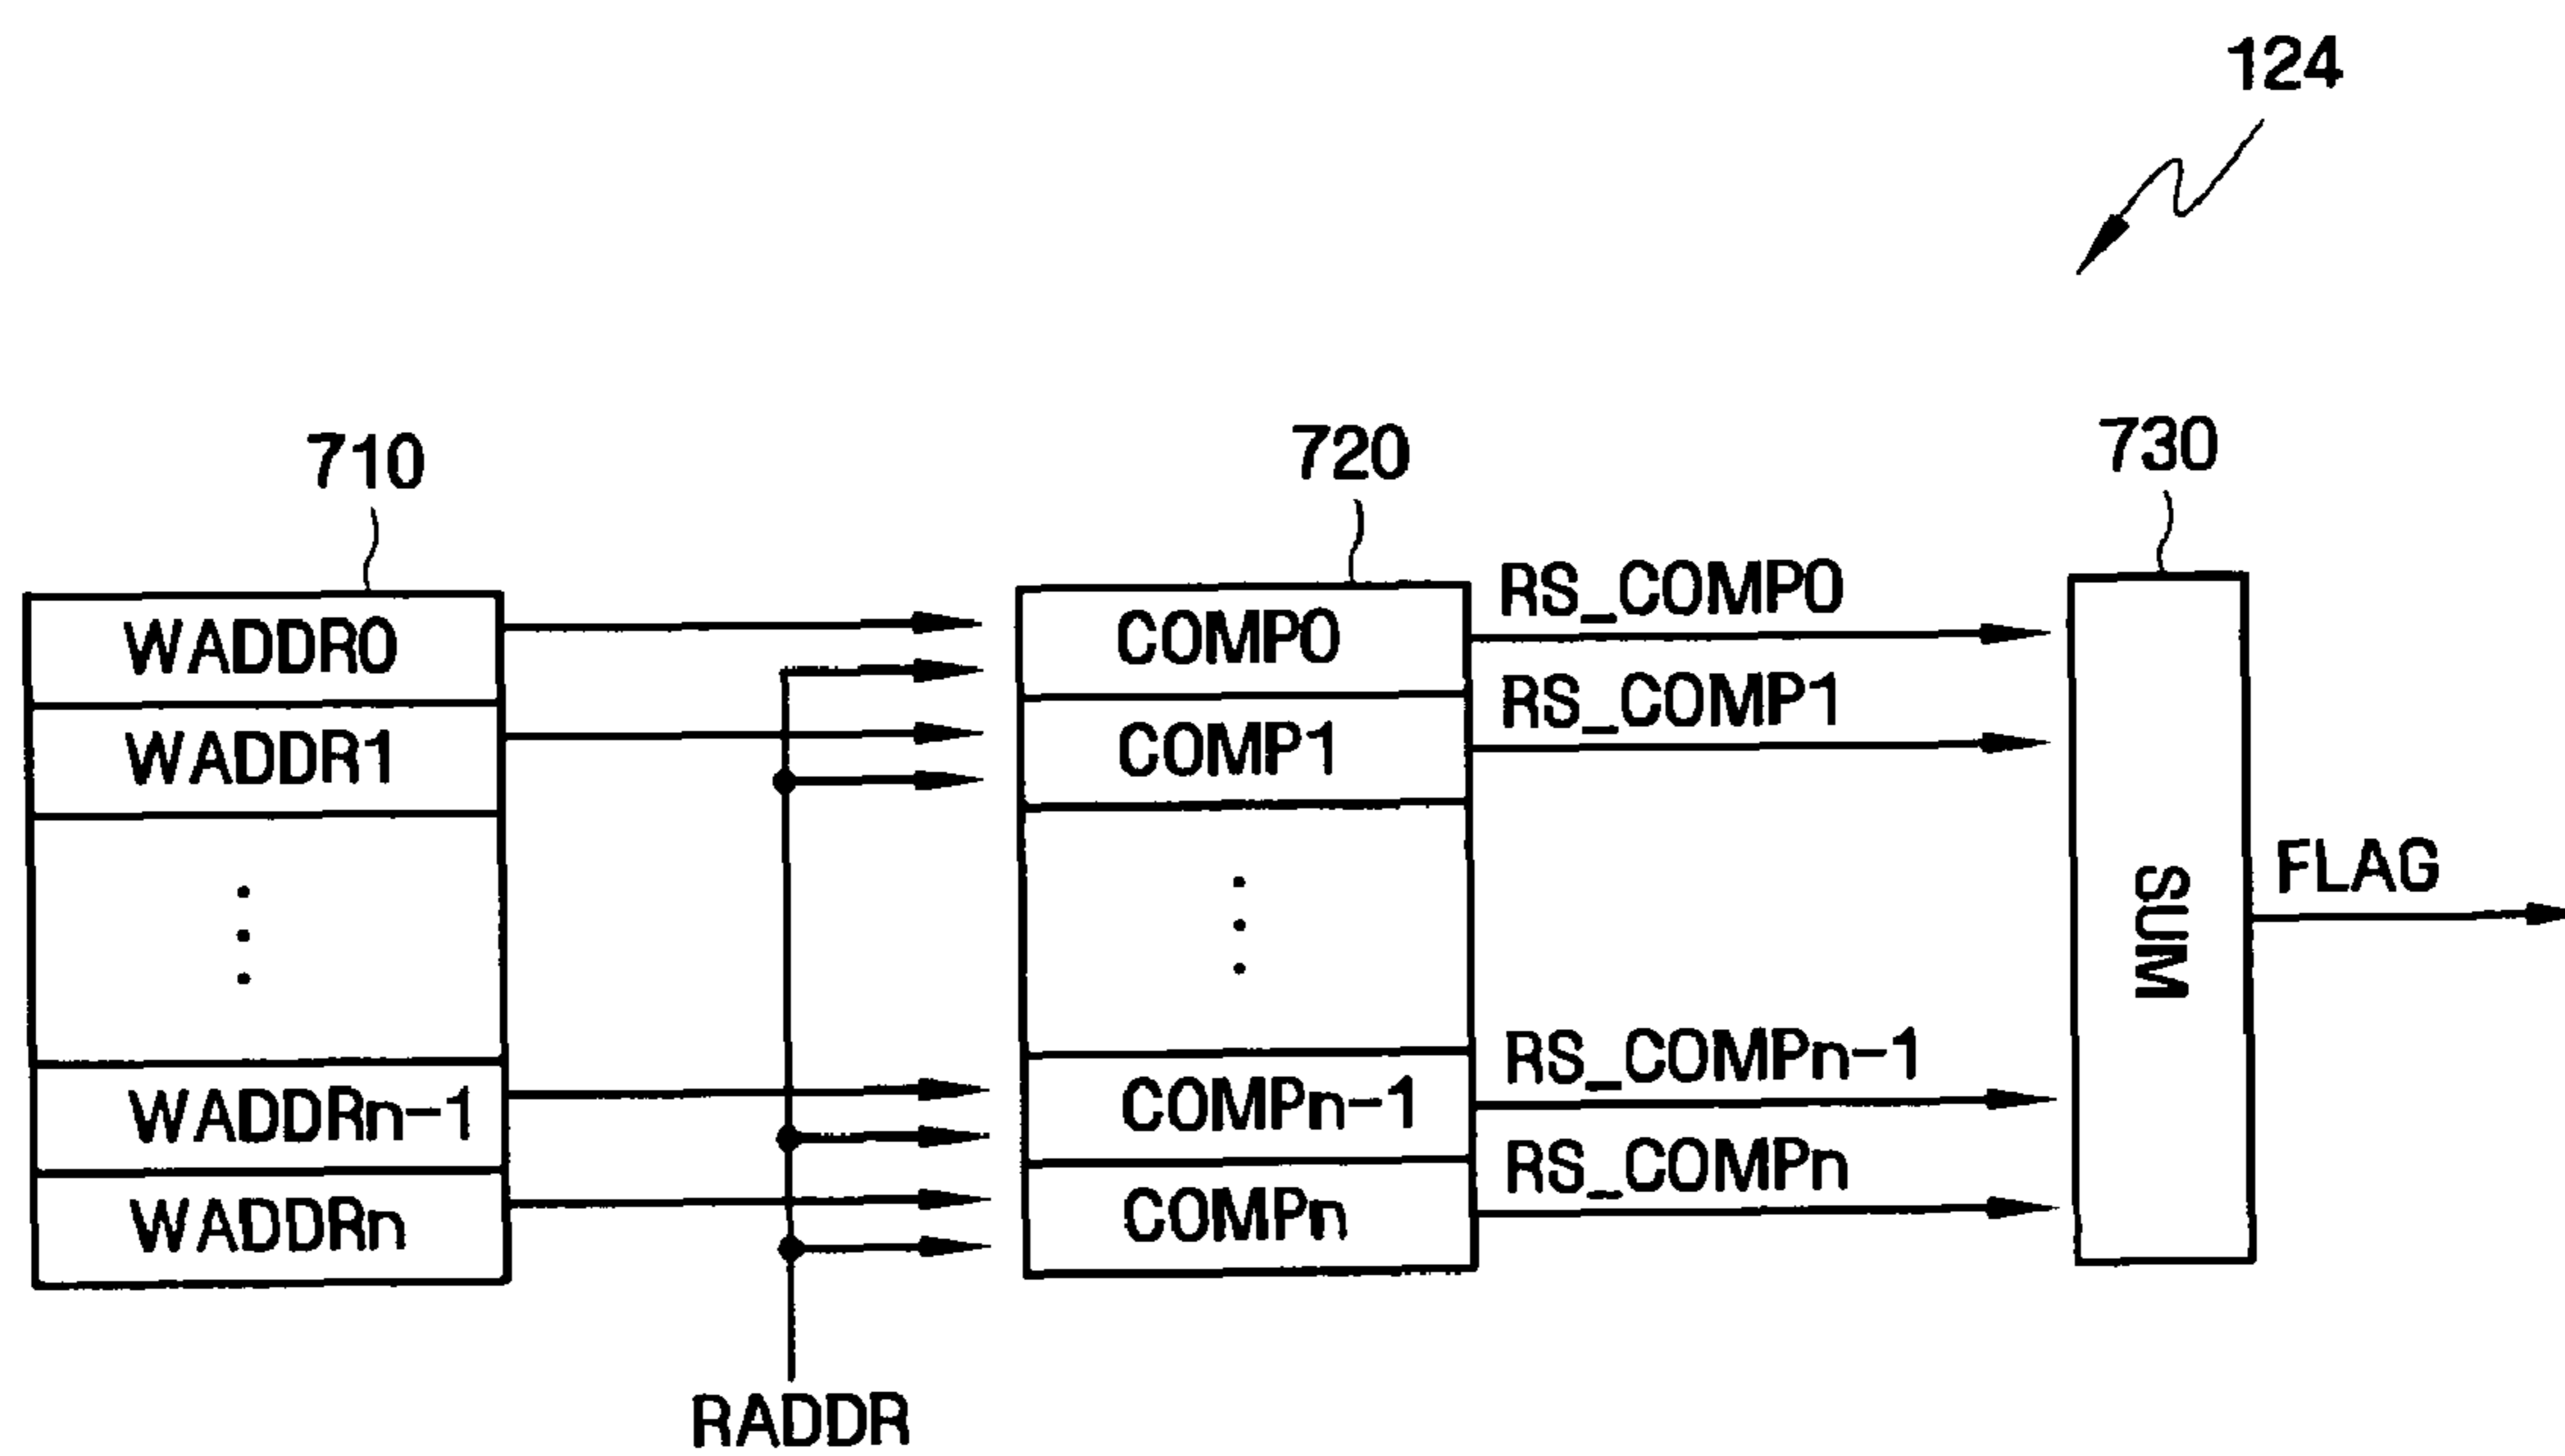 124
710
720
730
WADDR0
WADDR1
WADDRn-1
WADDRn
RADDR
COMP0
COMP1
COMPn-1
COMPn
RS_COMP0
RS_COMP1
RS_COMPn-1
RS_COMPn
SUM
FLAG